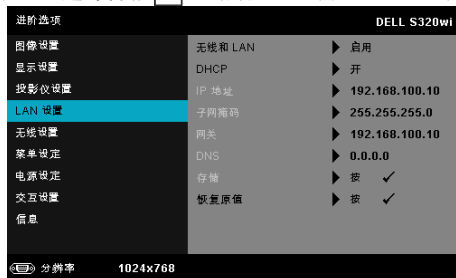 进阶选项 DELL S320wi
图像设置 无线和 LAN 启用
显示设置 DHCP 开
投影仪设置 IP 地址 192.168.100.10
LAN 设置 子网掩码 255.255.255.0
无线设置 网关 192.168.100.10
菜单设定 DNS 0.0.0.0
电源设定 存储 按 ✓
交互设置 恢复原值 按 ✓
信息
分辨率 1024x768